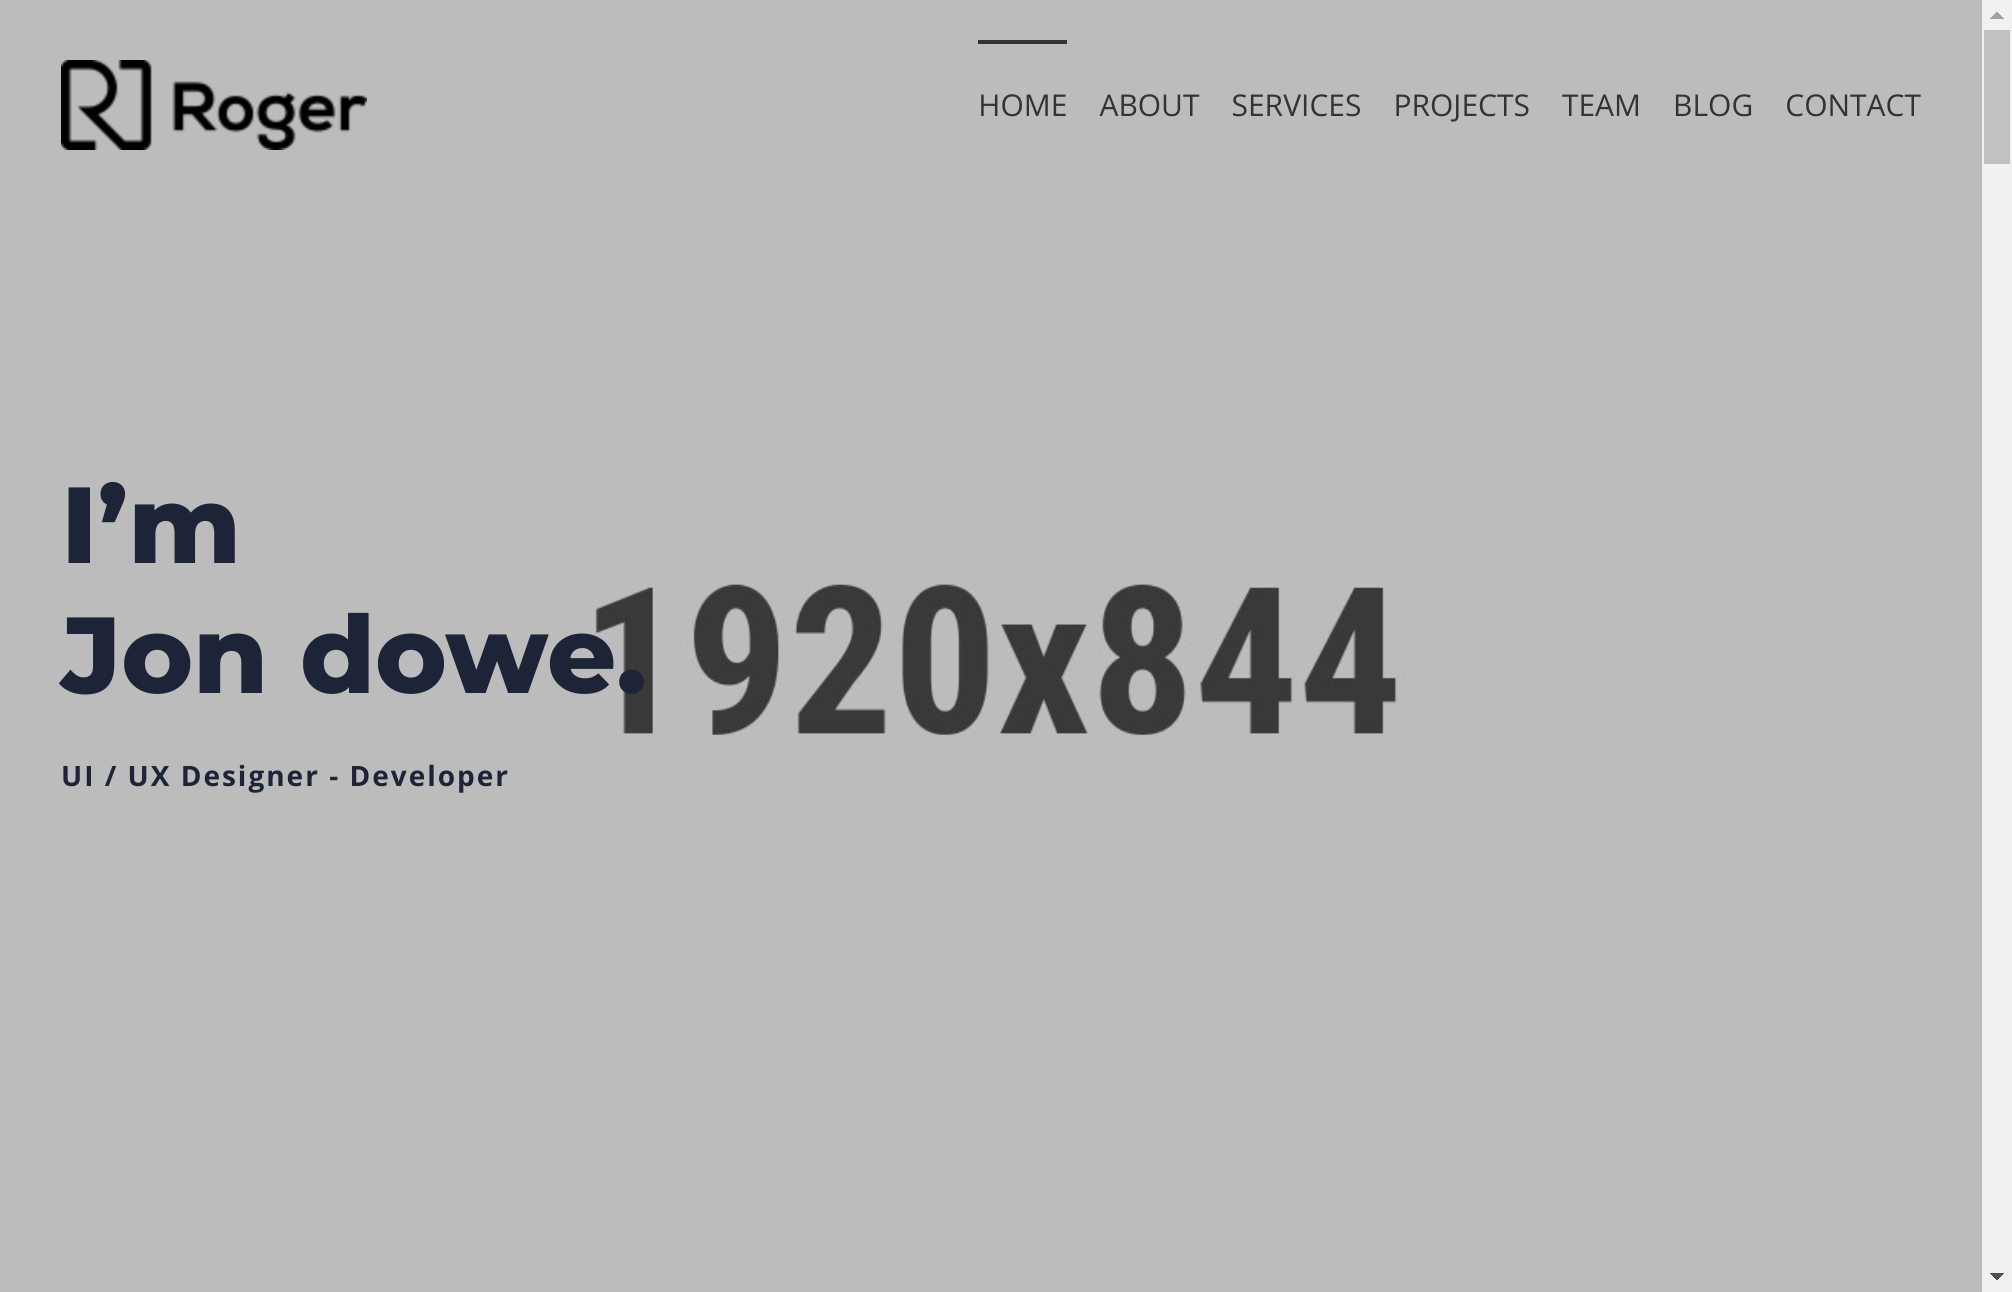 Roger
HOME ABOUT SERVICES PROJECTS TEAM BLOG CONTACT
I’m
Jon dowe.
1920x844
UI / UX Designer - Developer